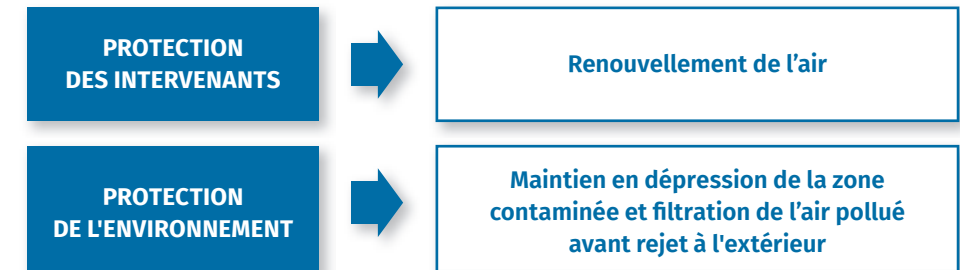 PROTECTION
DES INTERVENANTS
Renouvellement de l’air
PROTECTION
DE L'ENVIRONNEMENT
Maintien en dépression de la zone
contaminée et filtration de l’air pollué
avant rejet à l'extérieur